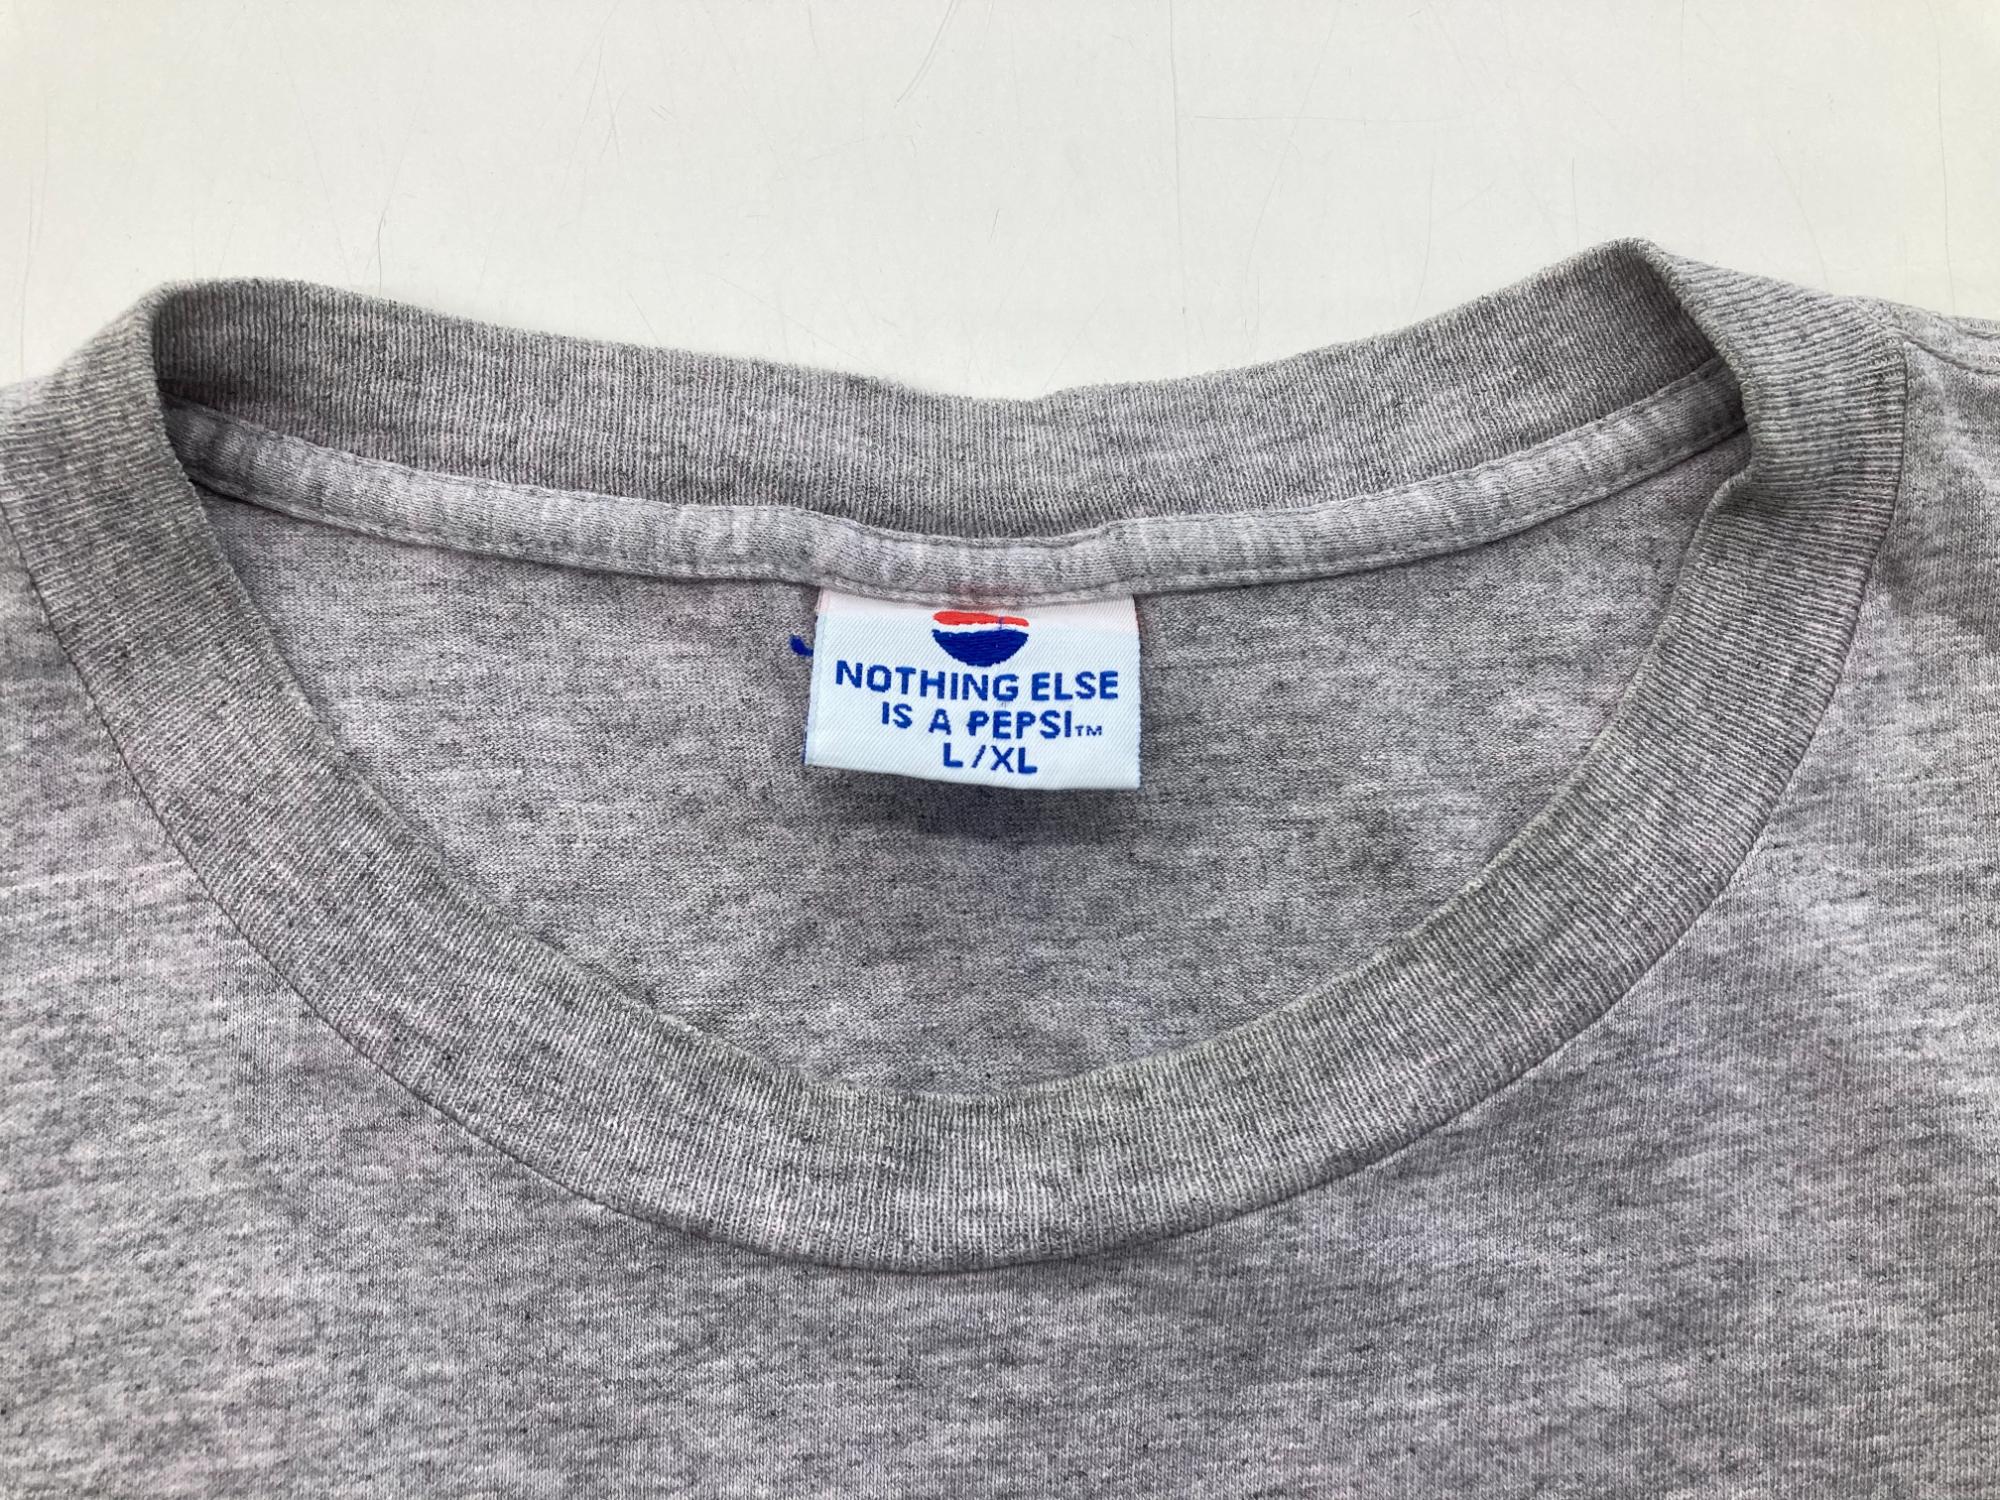 NOTHING ELSE
IS A PEPSI™
L/XL